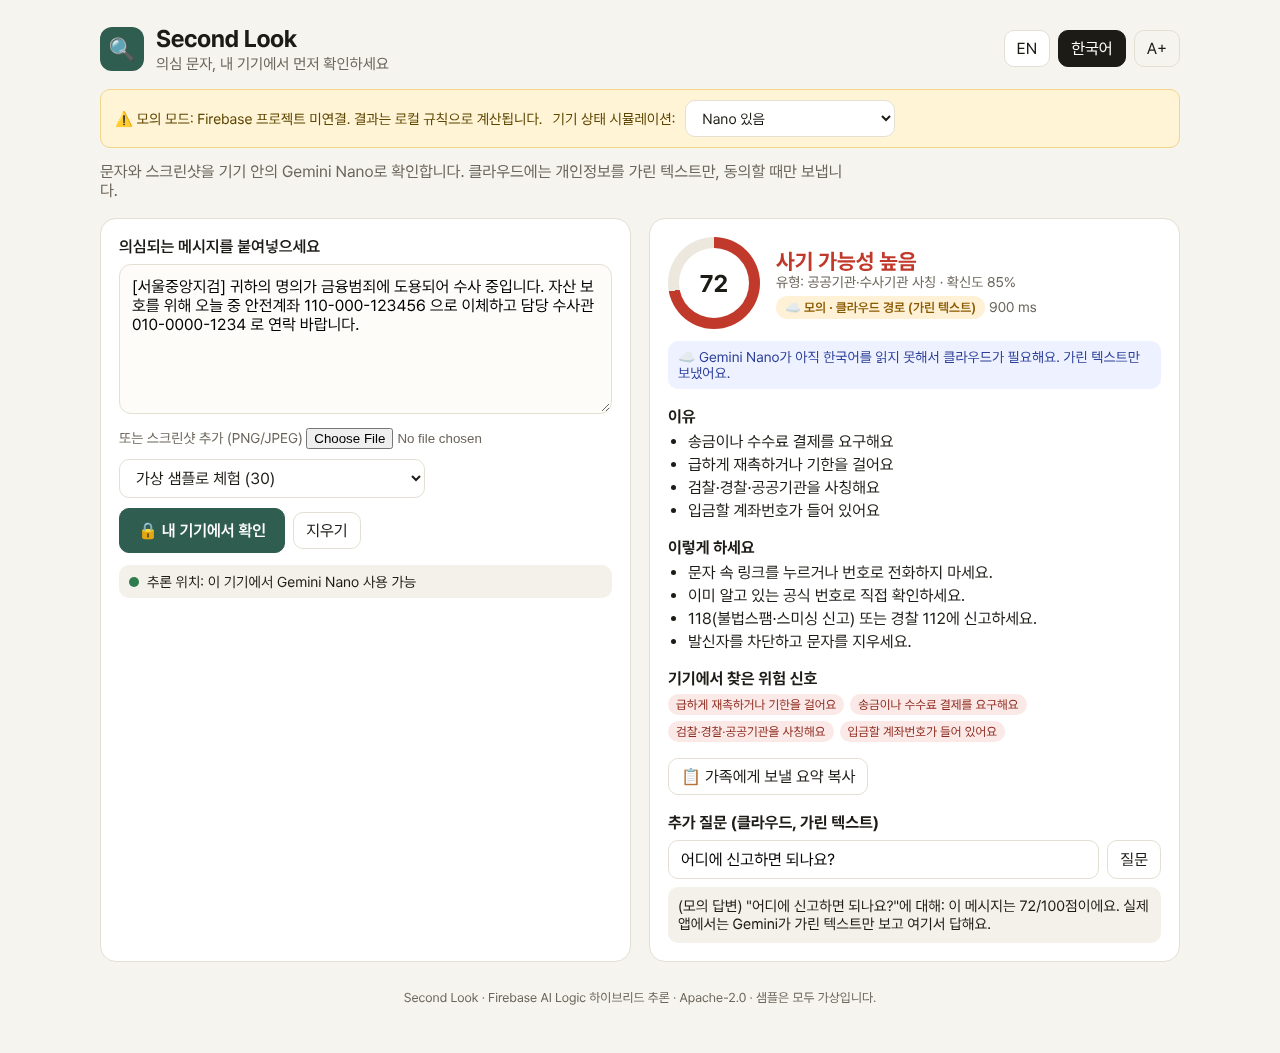 Second Look
의심 문자, 내 기기에서 먼저 확인하세요
EN
한국어
A+
⚠️ 모의 모드: Firebase 프로젝트 미연결. 결과는 로컬 규칙으로 계산됩니다. 기기 상태 시뮬레이션: Nano 있음
문자와 스크린샷을 기기 안의 Gemini Nano로 확인합니다. 클라우드에는 개인정보를 가린 텍스트만, 동의할 때만 보냅니
다.
의심되는 메시지를 붙여넣으세요
[서울중앙지검] 귀하의 명의가 금융범죄에 도용되어 수사 중입니다. 자산 보
호를 위해 오늘 중 안전계좌 110-000-123456 으로 이체하고 담당 수사관
010-0000-1234 로 연락 바랍니다.
또는 스크린샷 추가 (PNG/JPEG) Choose File No file chosen
가상 샘플로 체험 (30)
🔒 내 기기에서 확인
지우기
추론 위치: 이 기기에서 Gemini Nano 사용 가능
72
사기 가능성 높음
유형: 공공기관·수사기관 사칭 · 확신도 85%
☁️ 모의 · 클라우드 경로 (가린 텍스트) 900 ms
☁️ Gemini Nano가 아직 한국어를 읽지 못해서 클라우드가 필요해요. 가린 텍스트만
보냈어요.
이유
• 송금이나 수수료 결제를 요구해요
• 급하게 재촉하거나 기한을 걸어요
• 검찰·경찰·공공기관을 사칭해요
• 입금할 계좌번호가 들어 있어요
이렇게 하세요
• 문자 속 링크를 누르거나 번호로 전화하지 마세요.
• 이미 알고 있는 공식 번호로 직접 확인하세요.
• 118(불법스팸·스미싱 신고) 또는 경찰 112에 신고하세요.
• 발신자를 차단하고 문자를 지우세요.
기기에서 찾은 위험 신호
급하게 재촉하거나 기한을 걸어요
송금이나 수수료 결제를 요구해요
검찰·경찰·공공기관을 사칭해요
입금할 계좌번호가 들어 있어요
📋 가족에게 보낼 요약 복사
추가 질문 (클라우드, 가린 텍스트)
어디에 신고하면 되나요?
질문
(모의 답변) "어디에 신고하면 되나요?"에 대해: 이 메시지는 72/100점이에요. 실제
앱에서는 Gemini가 가린 텍스트만 보고 여기서 답해요.
Second Look · Firebase AI Logic 하이브리드 추론 · Apache-2.0 · 샘플은 모두 가상입니다.